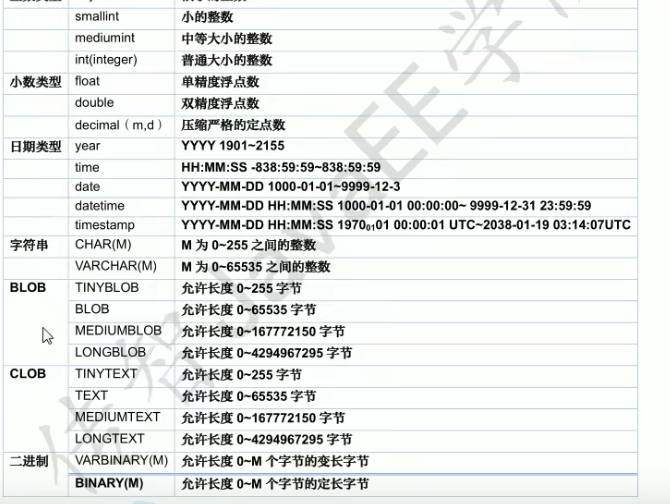 smallint 小的整数
mediumint 中等大小的整数
int(integer) 普通大小的整数
小数类型 float 单精度浮点数
double 双精度浮点数
decimal（m,d） 压缩严格的定点数
日期类型 year YYYY 1901~2155
time HH:MM:SS -838:59:59~838:59:59
date YYYY-MM-DD 1000-01-01~9999-12-3
datetime YYYY-MM-DD HH:MM:SS 1000-01-01 00:00:00~ 9999-12-31 23:59:59
timestamp YYYY-MM-DD HH:MM:SS 19700101 00:00:01 UTC~2038-01-19 03:14:07UTC
字符串 CHAR(M) M 为 0~255 之间的整数
VARCHAR(M) M 为 0~65535 之间的整数
BLOB TINYBLOB 允许长度 0~255 字节
BLOB 允许长度 0~65535 字节
MEDIUMBLOB 允许长度 0~167772150 字节
LONGBLOB 允许长度 0~4294967295 字节
CLOB TINYTEXT 允许长度 0~255 字节
TEXT 允许长度 0~65535 字节
MEDIUMTEXT 允许长度 0~167772150 字节
LONGTEXT 允许长度 0~4294967295 字节
二进制 VARBINARY(M) 允许长度 0~M 个字节的变长字节
BINARY(M) 允许长度 0~M 个字节的定长字节
传智JavaEE学